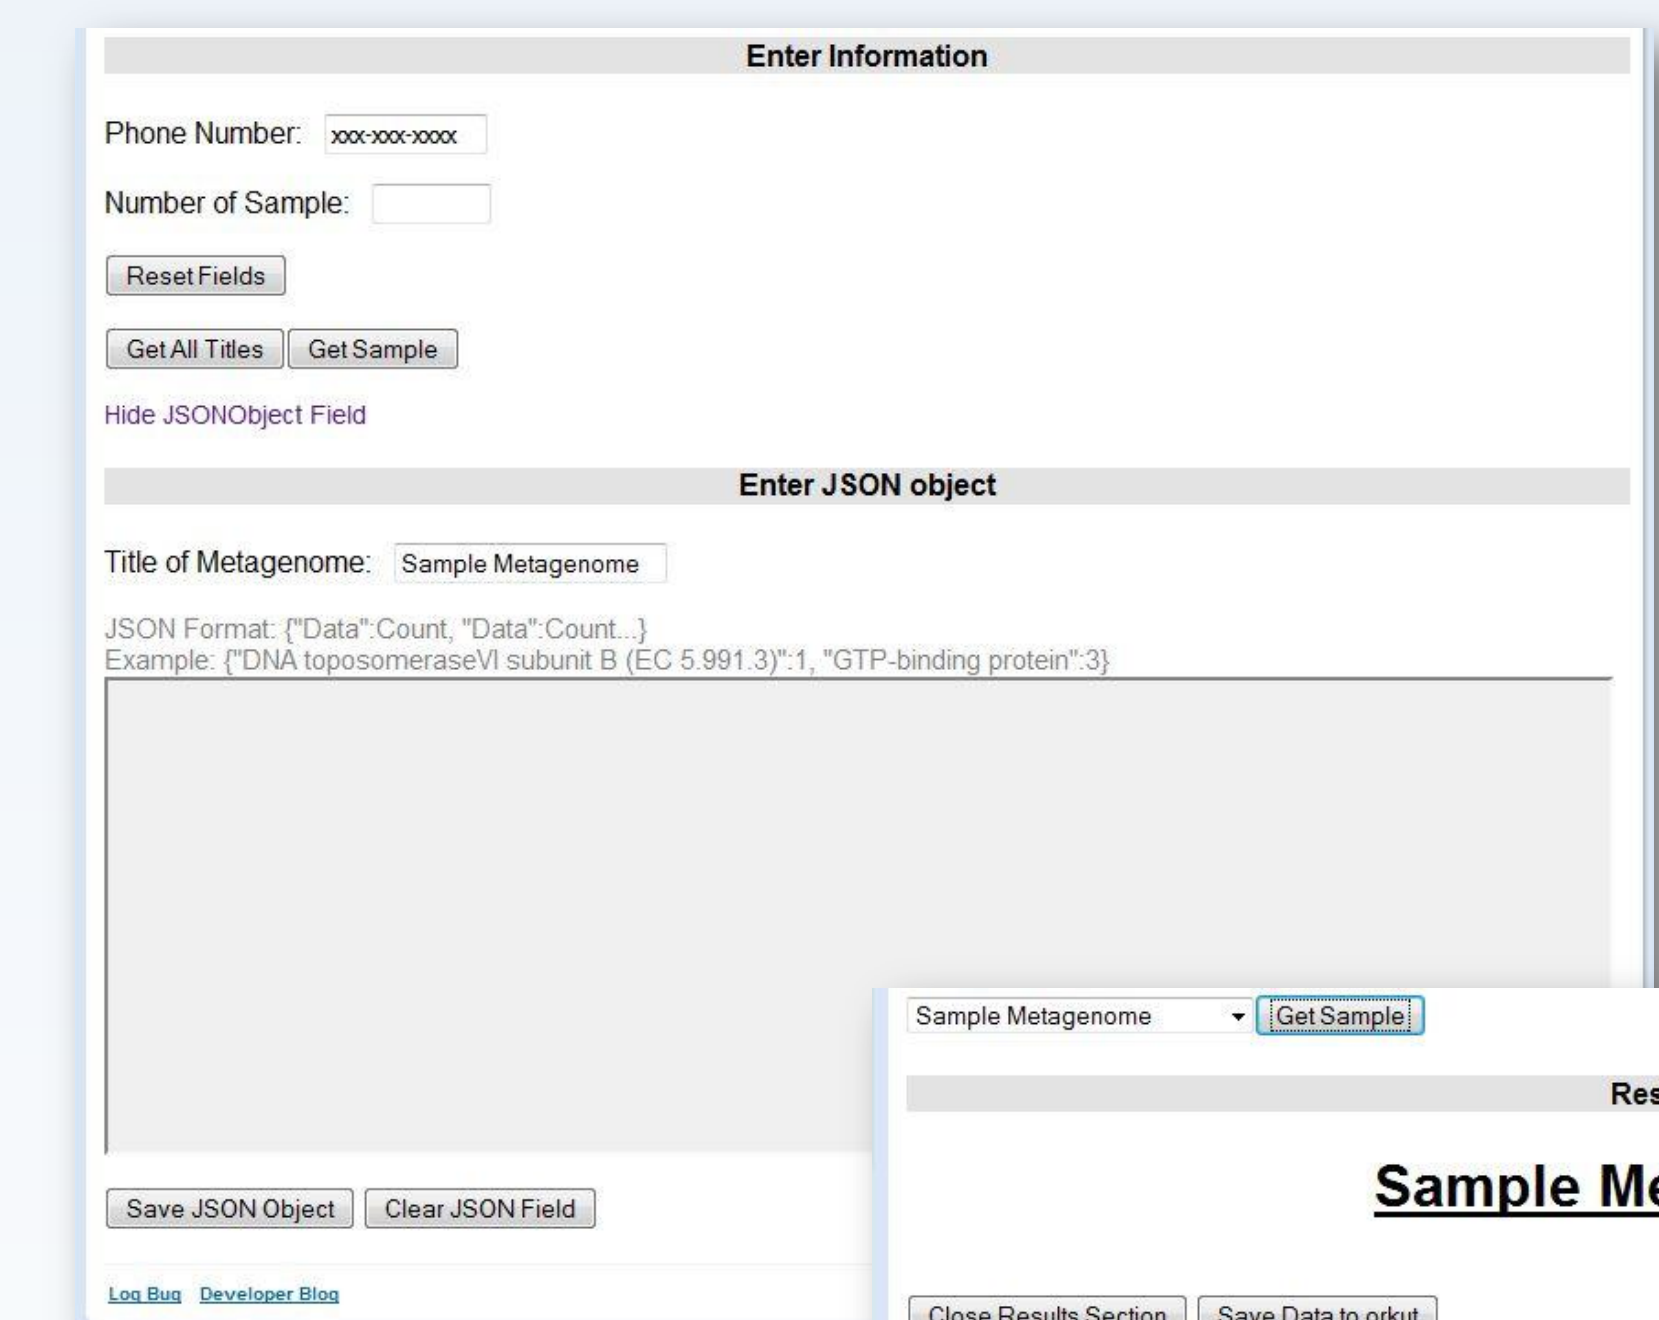 Enter Information
Phone Number: xxx-xxx-xxxx
Number of Sample:
Reset Fields
Get All Titles Get Sample
Hide JSONObject Field
Enter JSON object
Title of Metagenome: Sample Metagenome
JSON Format: {"Data":Count, "Data":Count...}
Example: {"DNA toposomeraseVI subunit B (EC 5.991.3)":1, "GTP-binding protein":3}
Save JSON Object Clear JSON Field
Log Bug Developer Blog
Sample Metagenome Get Sample
Res
Sample Me
Close Results Section Save Data to orkut